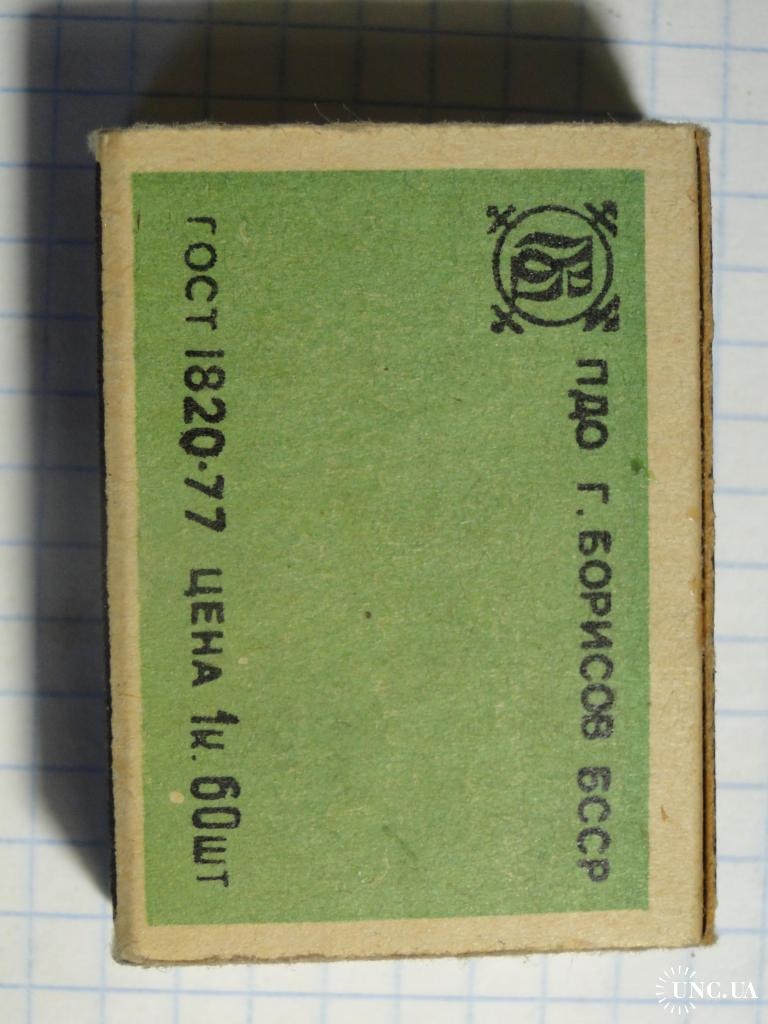 ПДО Г. БОРИСОВ БССР
ГОСТ 1820-77 ЦЕНА 1к. 60шт
UNC.UA